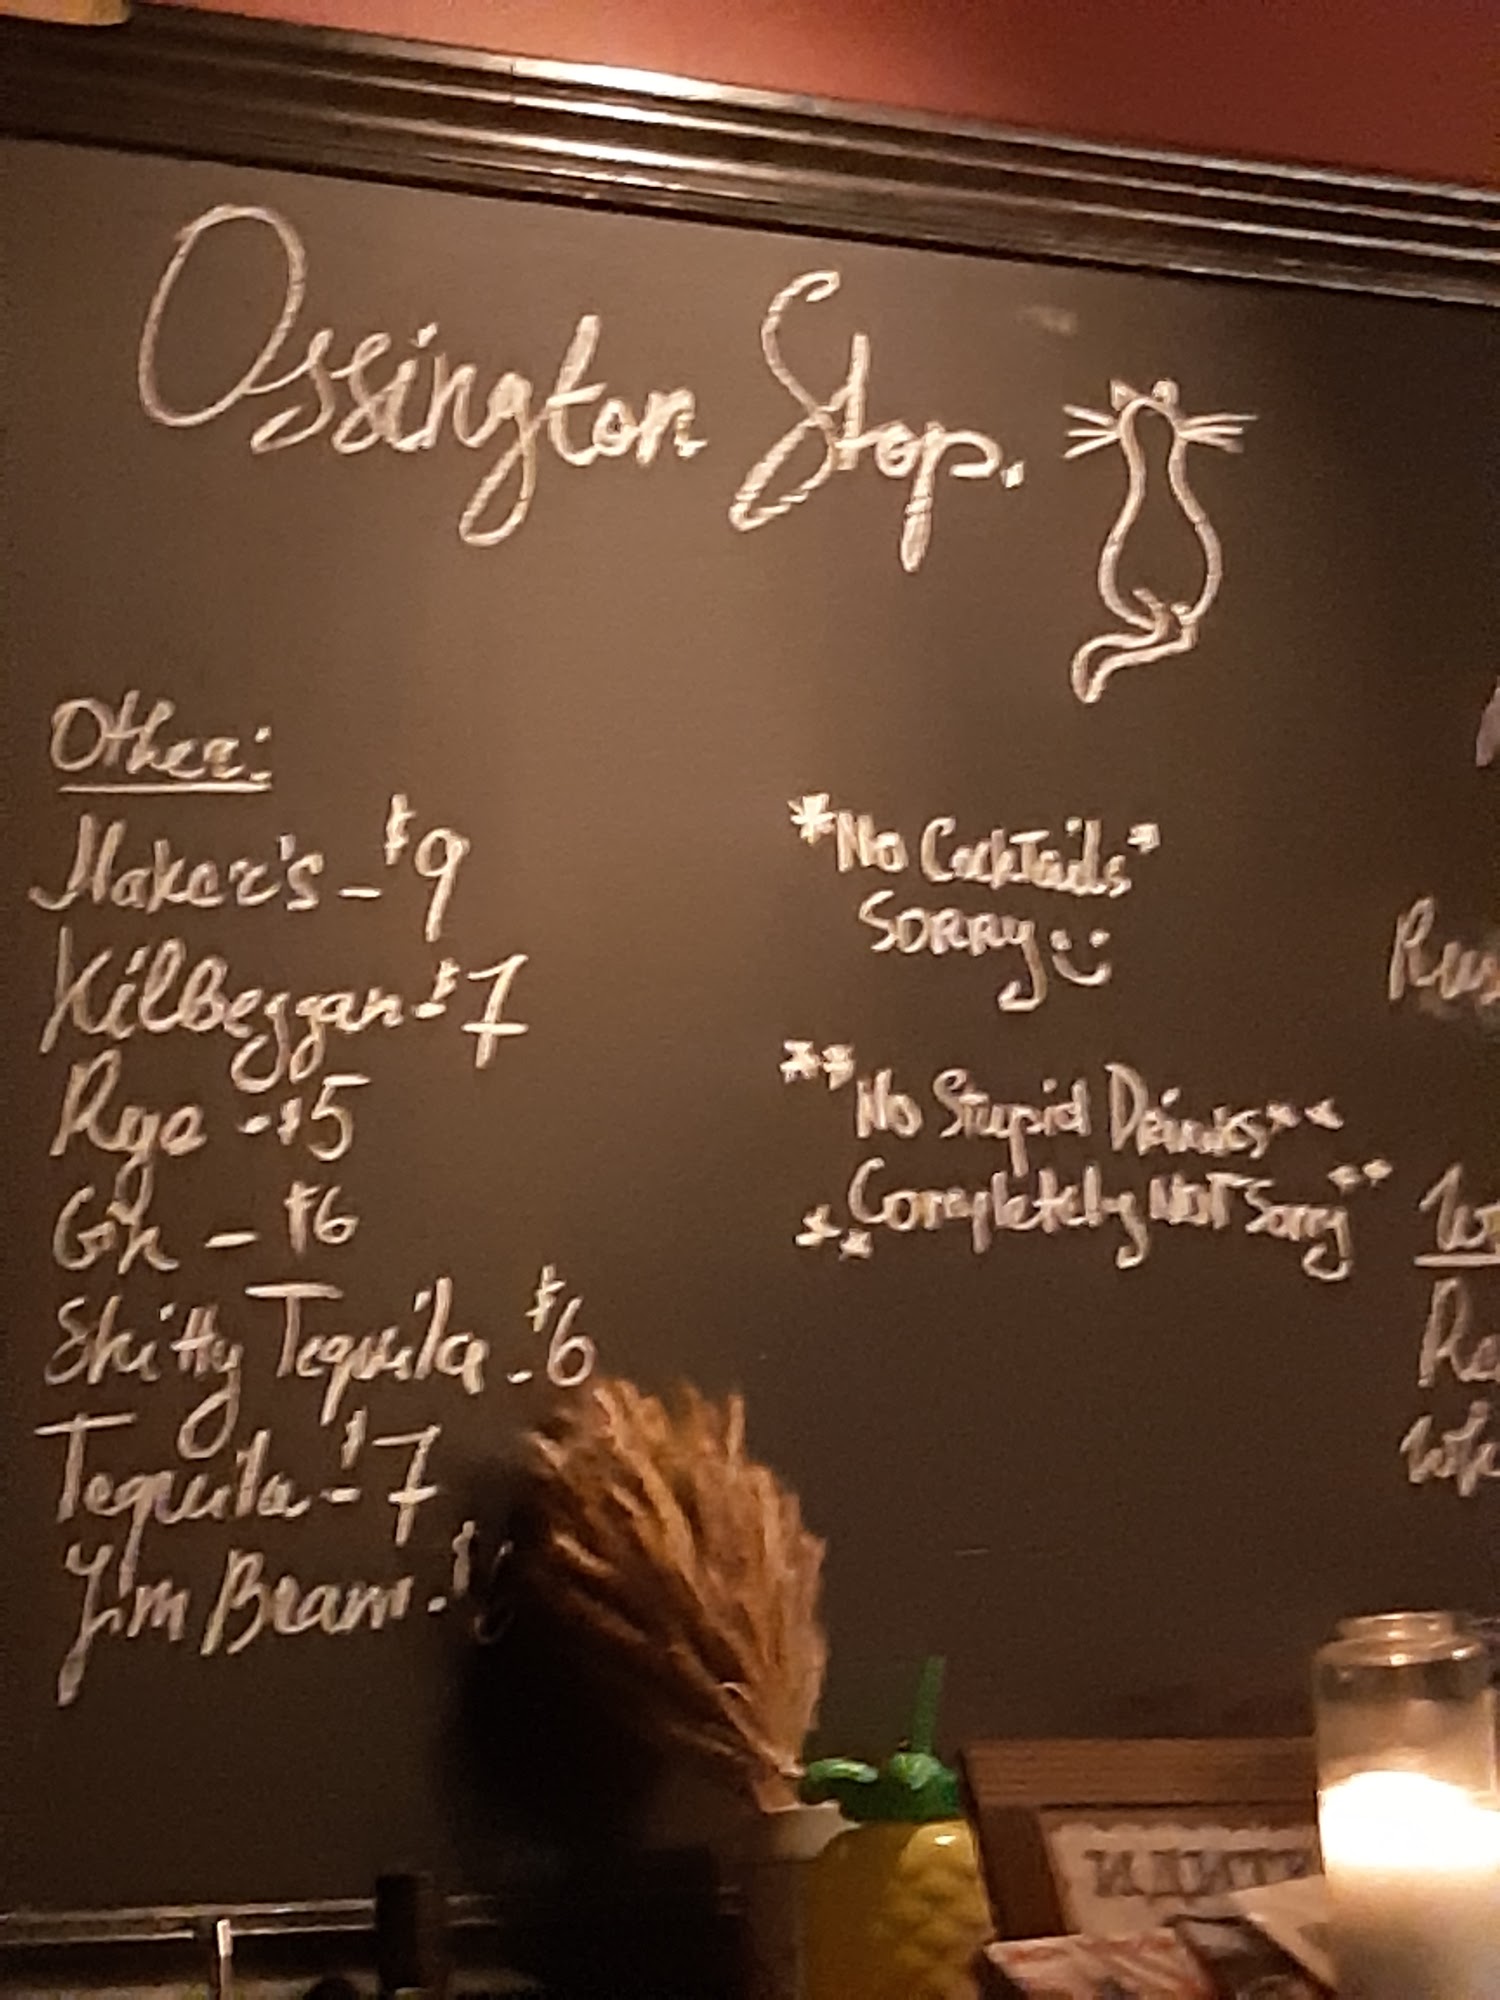 Ossington Stop.
Other:
Maker's - $9
Kilbeggan - $7
Rye - $5
Gin - $6
Shitty Tequila - $6
Tequila - $7
Jim Beam - $
*No Cocktails*
SORRY
**No Stupid Drinks**
**Completely NOT Sorry**